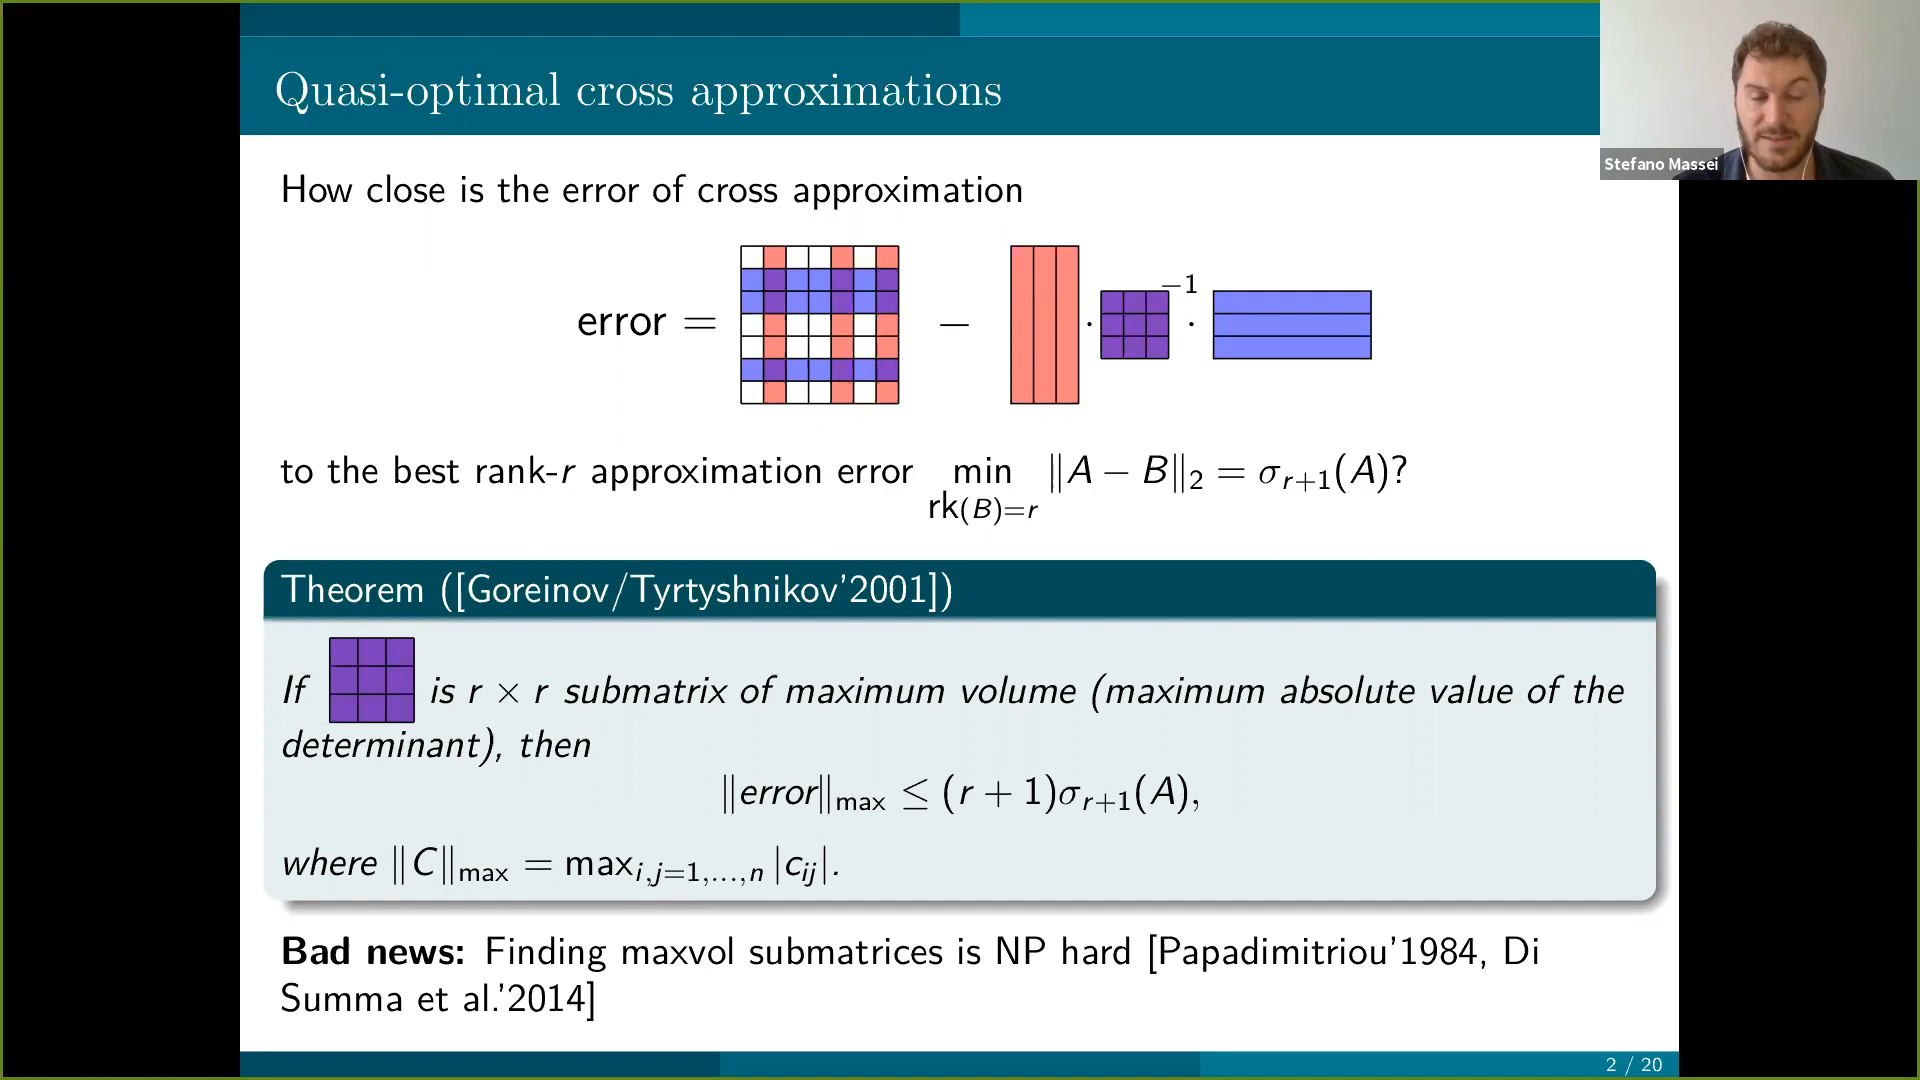 Quasi-optimal cross approximations
Stefano Massei
How close is the error of cross approximation
error = − · −1 ·
to the best rank-r approximation error min ‖A − B‖₂ = σᵣ₊₁(A)?
rk(B)=r
Theorem ([Goreinov/Tyrtyshnikov'2001])
If is r × r submatrix of maximum volume (maximum absolute value of the
determinant), then
‖error‖max ≤ (r + 1)σᵣ₊₁(A),
where ‖C‖max = maxi,j=1,...,n |cij|.
Bad news: Finding maxvol submatrices is NP hard [Papadimitriou'1984, Di
Summa et al.'2014]
2 / 20